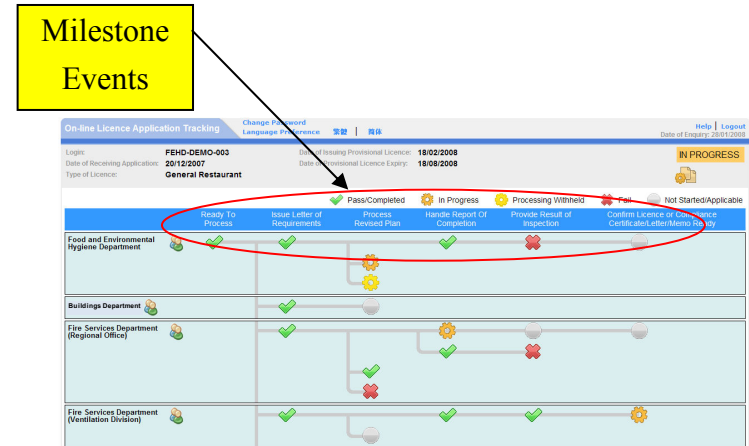 Milestone
Events
On-line Licence Application Tracking
Change Password
Language Preference 繁體 | 简体
Help | Logout
Date of Enquiry: 28/01/2008
Login: FEHD-DEMO-003
Date of Issuing Provisional Licence: 18/02/2008
IN PROGRESS
Date of Receiving Application: 20/12/2007
Date of Provisional Licence Expiry: 18/08/2008
Type of Licence: General Restaurant
Pass/Completed In Progress Processing Withheld Fail Not Started/Applicable
Ready To Process
Issue Letter of Requirements
Process Revised Plan
Handle Report Of Completion
Provide Result of Inspection
Confirm Licence or Compliance Certificate/Letter/Memo Ready
Food and Environmental
Hygiene Department
Buildings Department
Fire Services Department
(Regional Office)
Fire Services Department
(Ventilation Division)